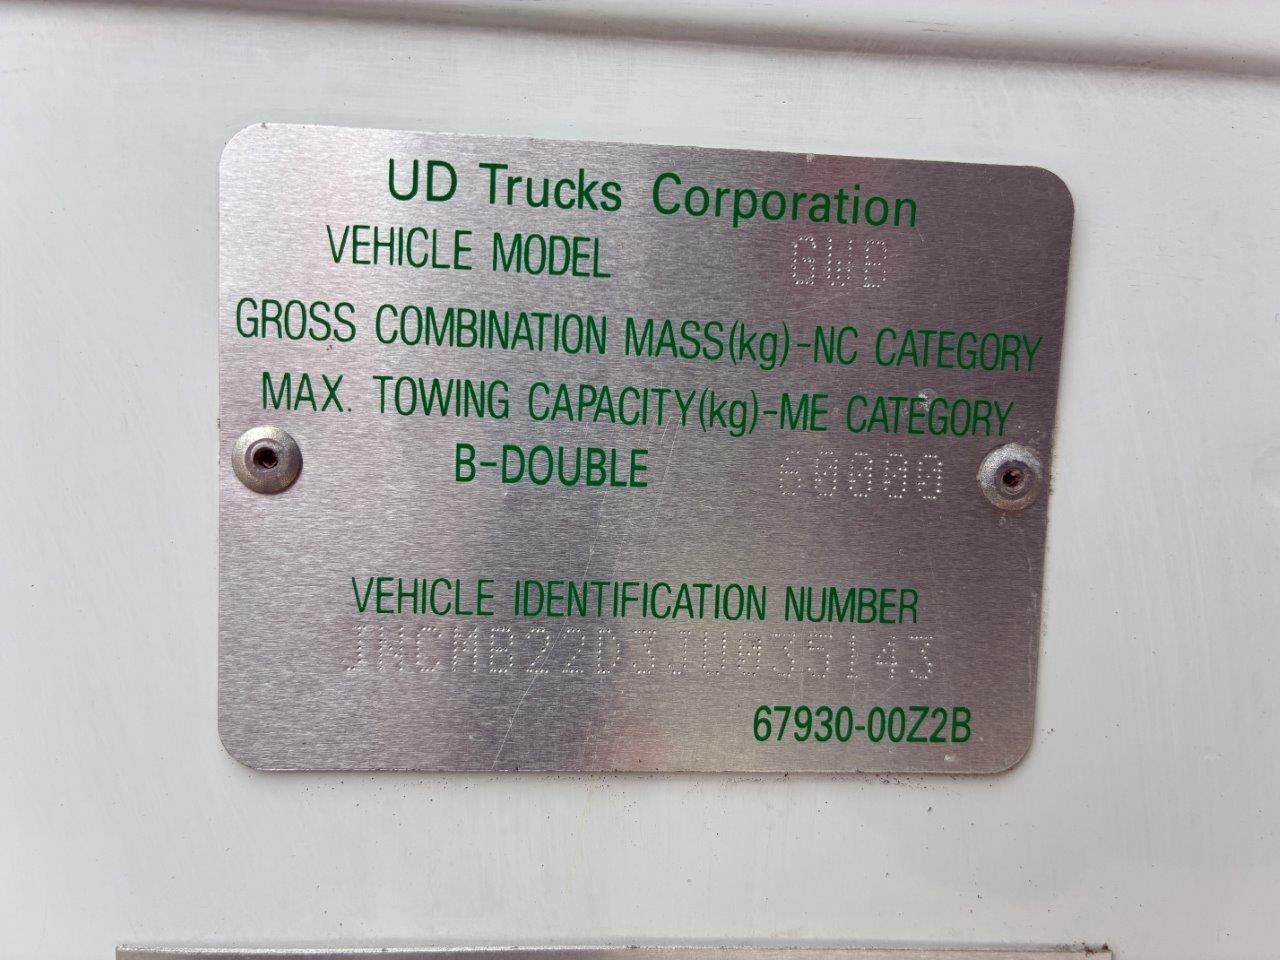 UD Trucks Corporation
VEHICLE MODEL GWB
GROSS COMBINATION MASS(kg)-NC CATEGORY
MAX. TOWING CAPACITY(kg)-ME CATEGORY
B-DOUBLE 60000
VEHICLE IDENTIFICATION NUMBER
JNCMB22D3JU035143
67930-00Z2B